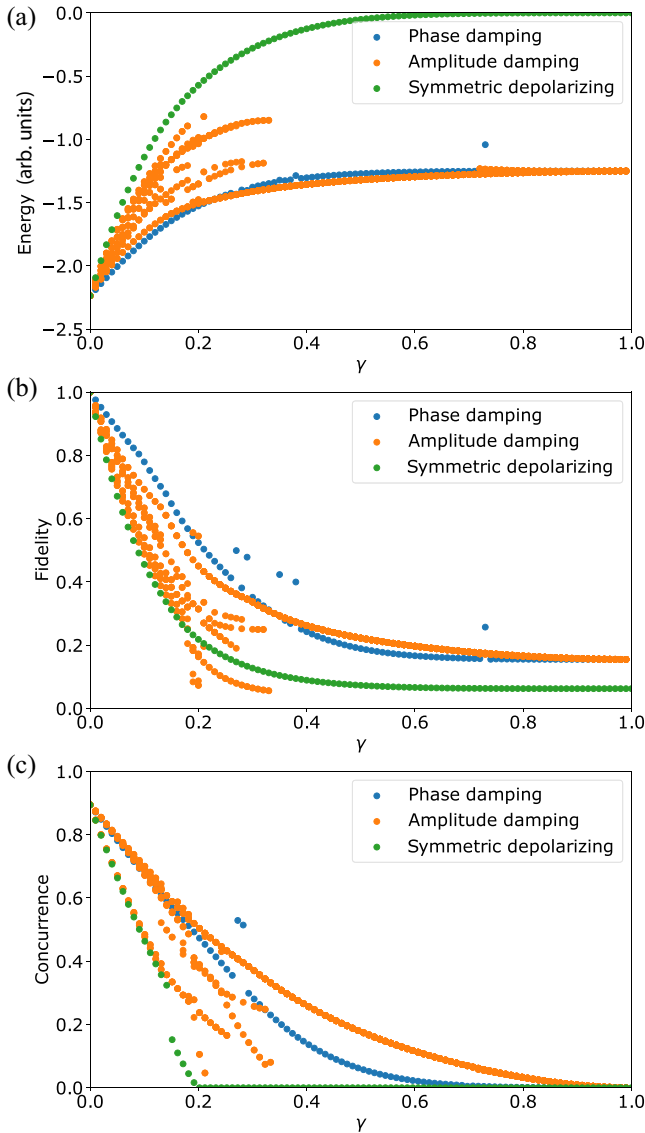 (a)
0.0
−0.5
−1.0
−1.5
−2.0
−2.5
Energy (arb. units)
Phase damping
Amplitude damping
Symmetric depolarizing
0.0 0.2 0.4 0.6 0.8 1.0
γ
(b)
1.0
0.8
0.6
0.4
0.2
0.0
Fidelity
Phase damping
Amplitude damping
Symmetric depolarizing
0.0 0.2 0.4 0.6 0.8 1.0
γ
(c)
1.0
0.8
0.6
0.4
0.2
0.0
Concurrence
Phase damping
Amplitude damping
Symmetric depolarizing
0.0 0.2 0.4 0.6 0.8 1.0
γ